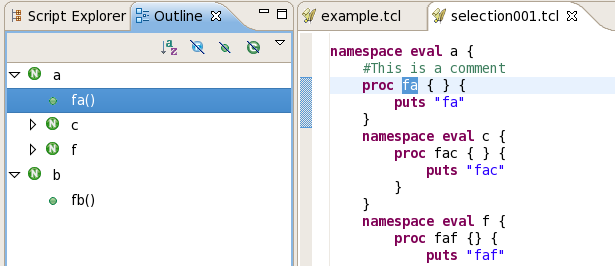 Script Explorer Outline
a
fa()
c
f
b
fb()
example.tcl selection001.tcl
namespace eval a {
#This is a comment
proc fa { } {
puts "fa"
}
namespace eval c {
proc fac { } {
puts "fac"
}
}
namespace eval f {
proc faf {} {
puts "faf"